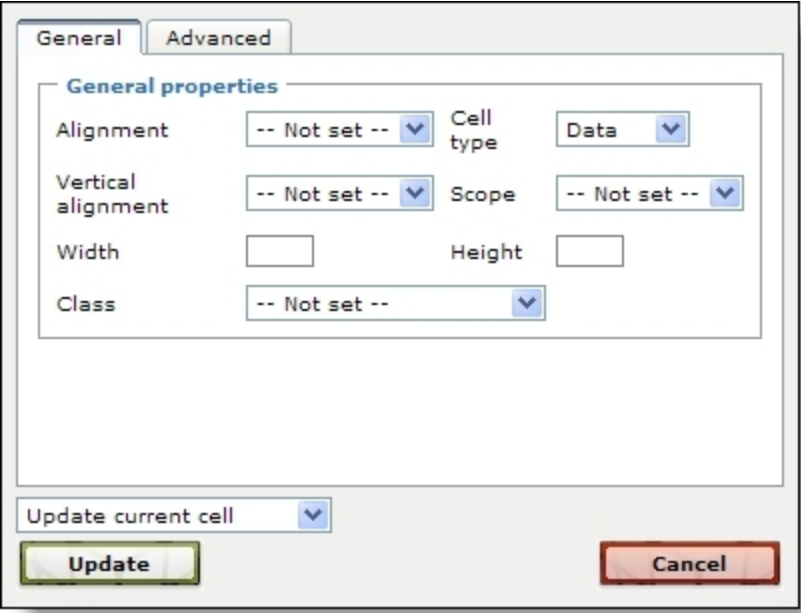 General Advanced
General properties
Alignment -- Not set -- Cell
type Data
Vertical
alignment -- Not set -- Scope -- Not set --
Width Height
Class -- Not set --
Update current cell
Update Cancel